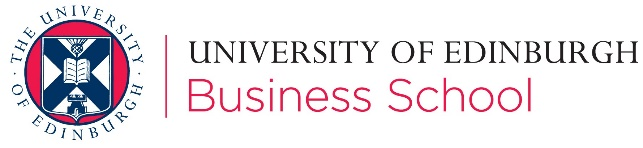 THE UNIVERSITY
OF EDINBURGH
UNIVERSITY OF EDINBURGH
Business School